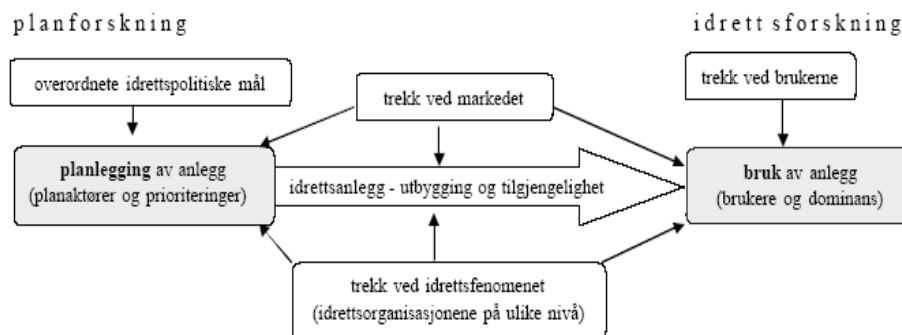 planforskning
idrettsforskning
overordnete idrettspolitiske mål
trekk ved markedet
trekk ved brukerne
planlegging av anlegg
(planaktører og prioriteringer)
idrettsanlegg - utbygging og tilgjengelighet
bruk av anlegg
(brukere og dominans)
trekk ved idrettsfenomenet
(idrettsorganisasjonene på ulike nivå)